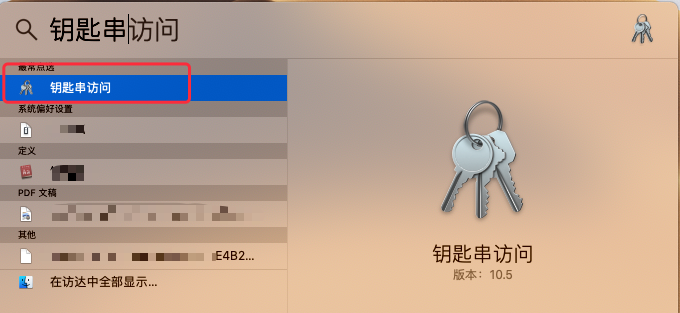 钥匙串访问
最常点选
钥匙串访问
系统偏好设置
定义
PDF 文稿
其他
E4B2...
在访达中全部显示...
钥匙串访问
版本：10.5